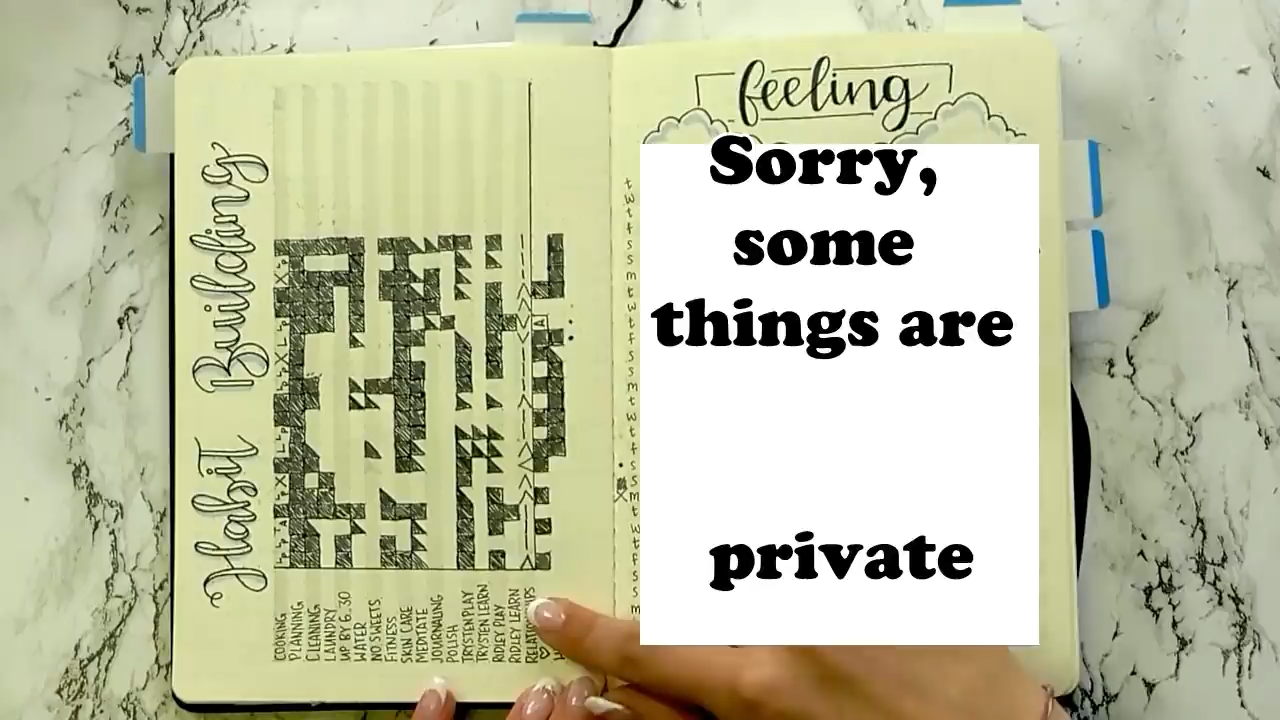 Habit Building
COOKING
PLANNING
CLEANING
LAUNDRY
UP BY 6:30
WATER
NO SWEETS
FITNESS
SKIN CARE
MEDITATE
JOURNALING
POLISH
TRYSTEN PLAY
TRYSTEN LEARN
RIDLEY PLAY
RIDLEY LEARN
feeling
Sorry,
some
things are
private